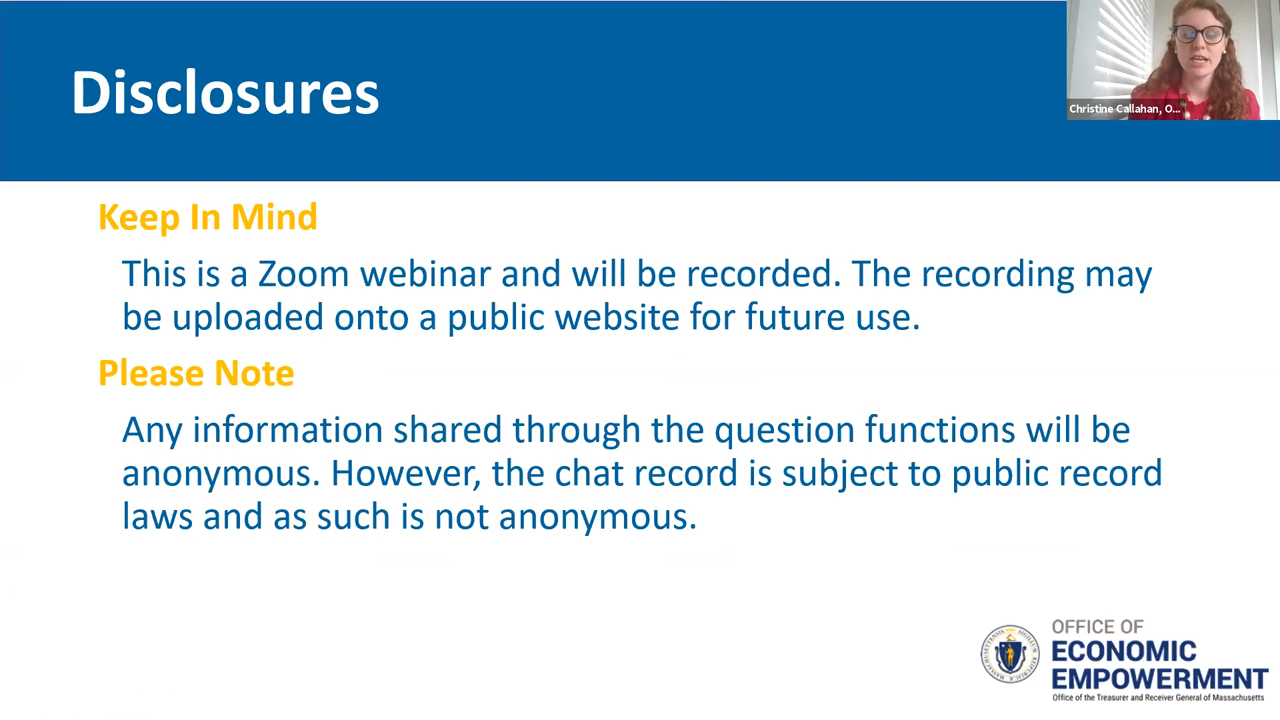 Disclosures
Christine Callahan, O...
Keep In Mind
This is a Zoom webinar and will be recorded. The recording may
be uploaded onto a public website for future use.
Please Note
Any information shared through the question functions will be
anonymous. However, the chat record is subject to public record
laws and as such is not anonymous.
OFFICE OF
ECONOMIC
EMPOWERMENT
Office of the Treasurer and Receiver General of Massachusetts